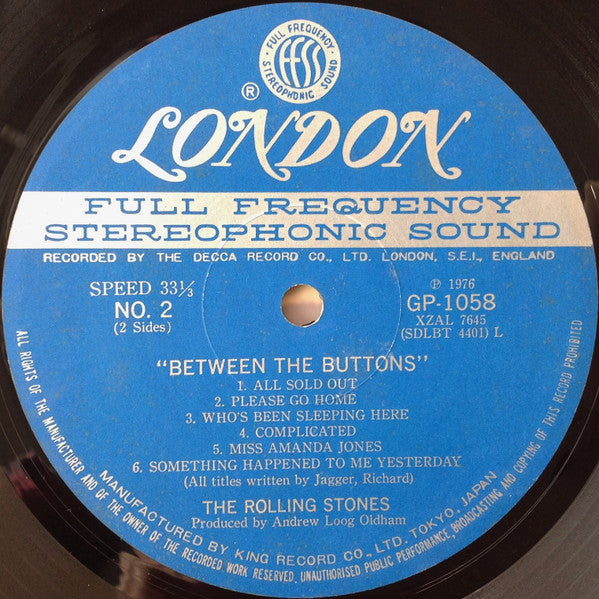 FULL FREQUENCY
ffss
STEREOPHONIC SOUND
®
LONDON
FULL FREQUENCY
STEREOPHONIC SOUND
RECORDED BY THE DECCA RECORD CO., LTD. LONDON, S.E.I., ENGLAND
SPEED 33⅓
NO. 2
(2 Sides)
℗ 1976
GP-1058
XZAL 7645
(SDLBT 4401) L
"BETWEEN THE BUTTONS"
1. ALL SOLD OUT
2. PLEASE GO HOME
3. WHO'S BEEN SLEEPING HERE
4. COMPLICATED
5. MISS AMANDA JONES
6. SOMETHING HAPPENED TO ME YESTERDAY
(All titles written by Jagger, Richard)
THE ROLLING STONES
Produced by Andrew Loog Oldham
MANUFACTURED BY KING RECORD CO., LTD. TOKYO, JAPAN
ALL RIGHTS OF THE MANUFACTURER AND OF THE OWNER OF THE RECORDED WORK RESERVED. UNAUTHORISED PUBLIC PERFORMANCE, BROADCASTING AND COPYING OF THIS RECORD PROHIBITED